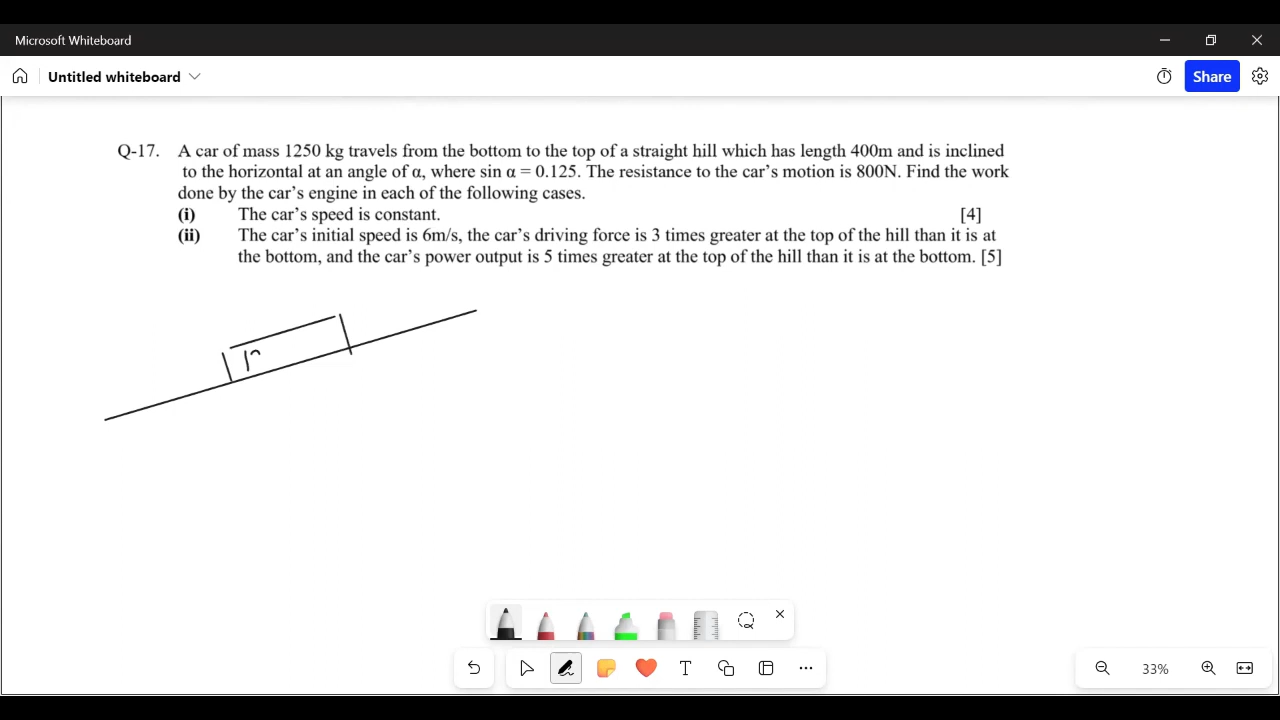 Microsoft Whiteboard
Untitled whiteboard
Share
Q-17. A car of mass 1250 kg travels from the bottom to the top of a straight hill which has length 400m and is inclined
to the horizontal at an angle of α, where sin α = 0.125. The resistance to the car’s motion is 800N. Find the work
done by the car’s engine in each of the following cases.
(i) The car’s speed is constant. [4]
(ii) The car’s initial speed is 6m/s, the car’s driving force is 3 times greater at the top of the hill than it is at
the bottom, and the car’s power output is 5 times greater at the top of the hill than it is at the bottom. [5]
33%